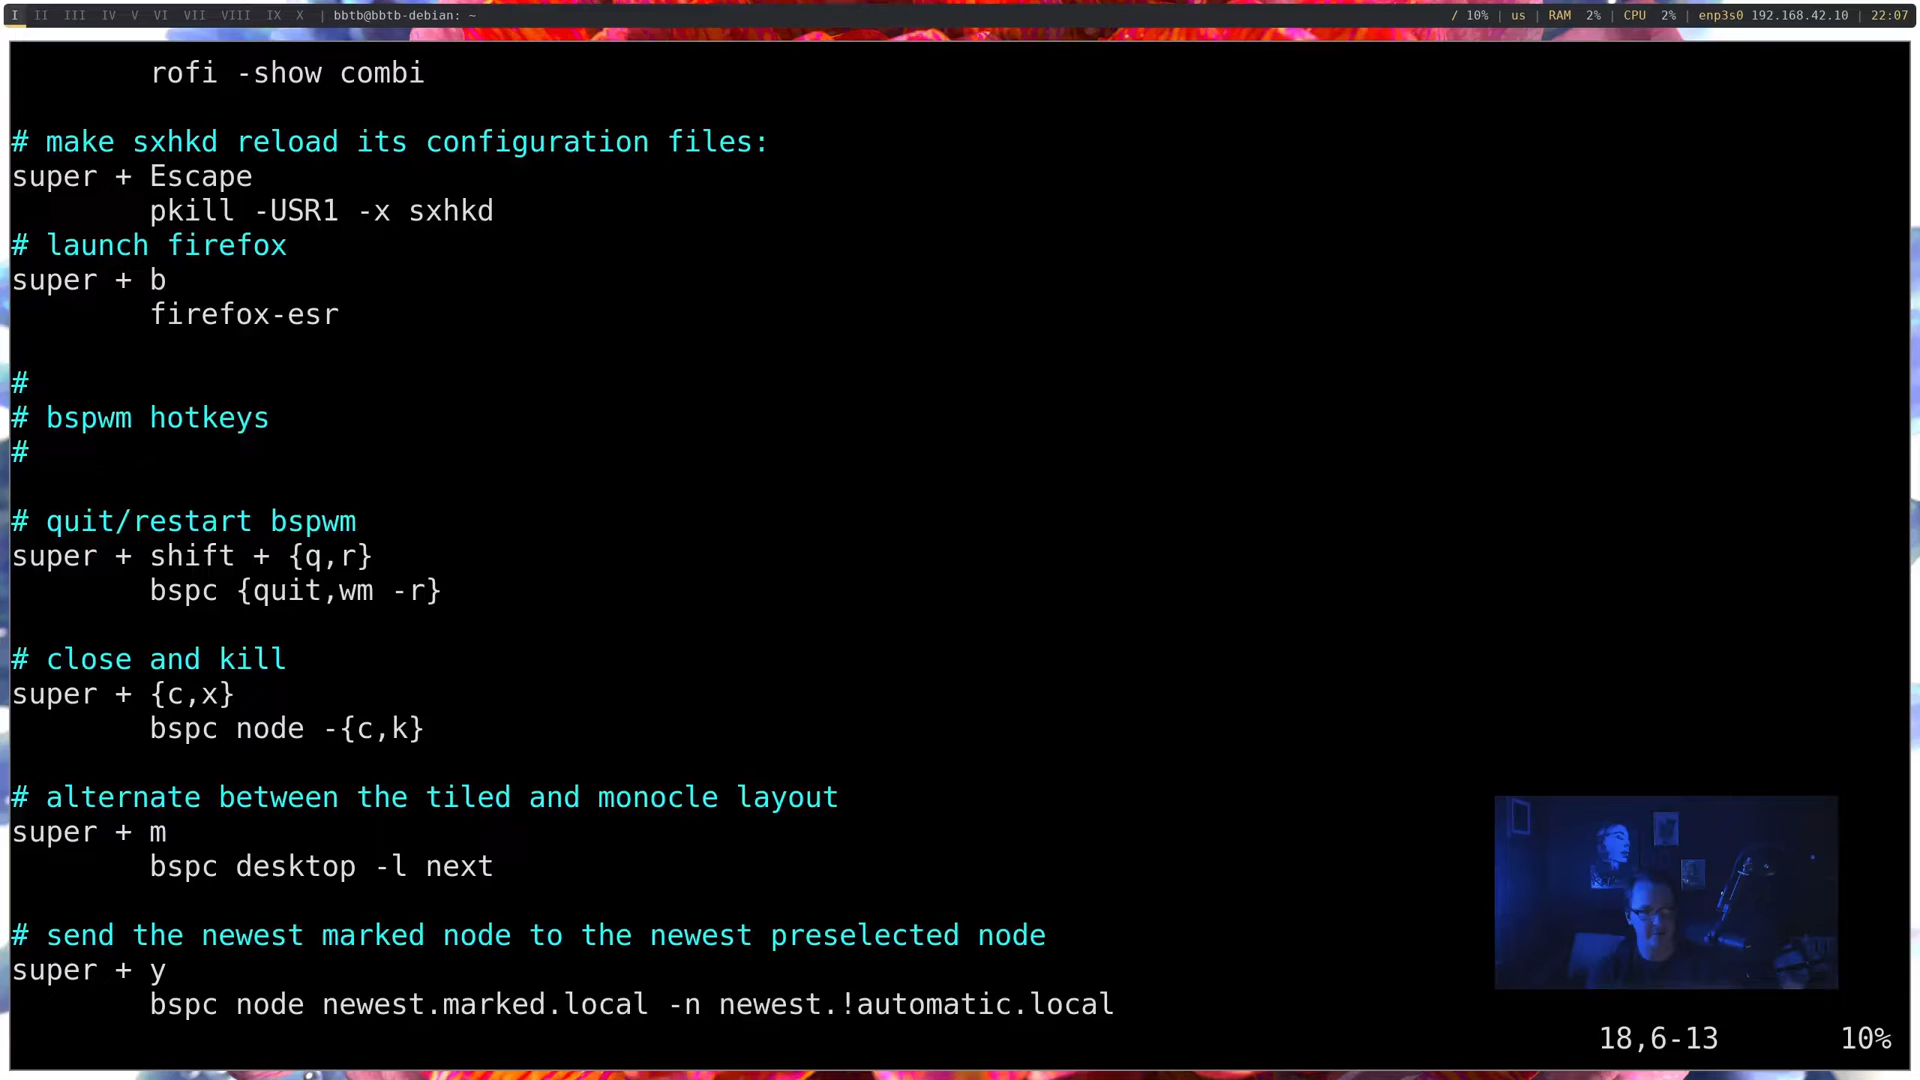 I II III IV V VI VII VIII IX X | bbtb@bbtb-debian: ~ / 10% | us | RAM 2% | CPU 2% | enp3s0 192.168.42.10 | 22:07
rofi -show combi
# make sxhkd reload its configuration files:
super + Escape
pkill -USR1 -x sxhkd
# launch firefox
super + b
firefox-esr
#
# bspwm hotkeys
#
# quit/restart bspwm
super + shift + {q,r}
bspc {quit,wm -r}
# close and kill
super + {c,x}
bspc node -{c,k}
# alternate between the tiled and monocle layout
super + m
bspc desktop -l next
# send the newest marked node to the newest preselected node
super + y
bspc node newest.marked.local -n newest.!automatic.local
18,6-13 10%